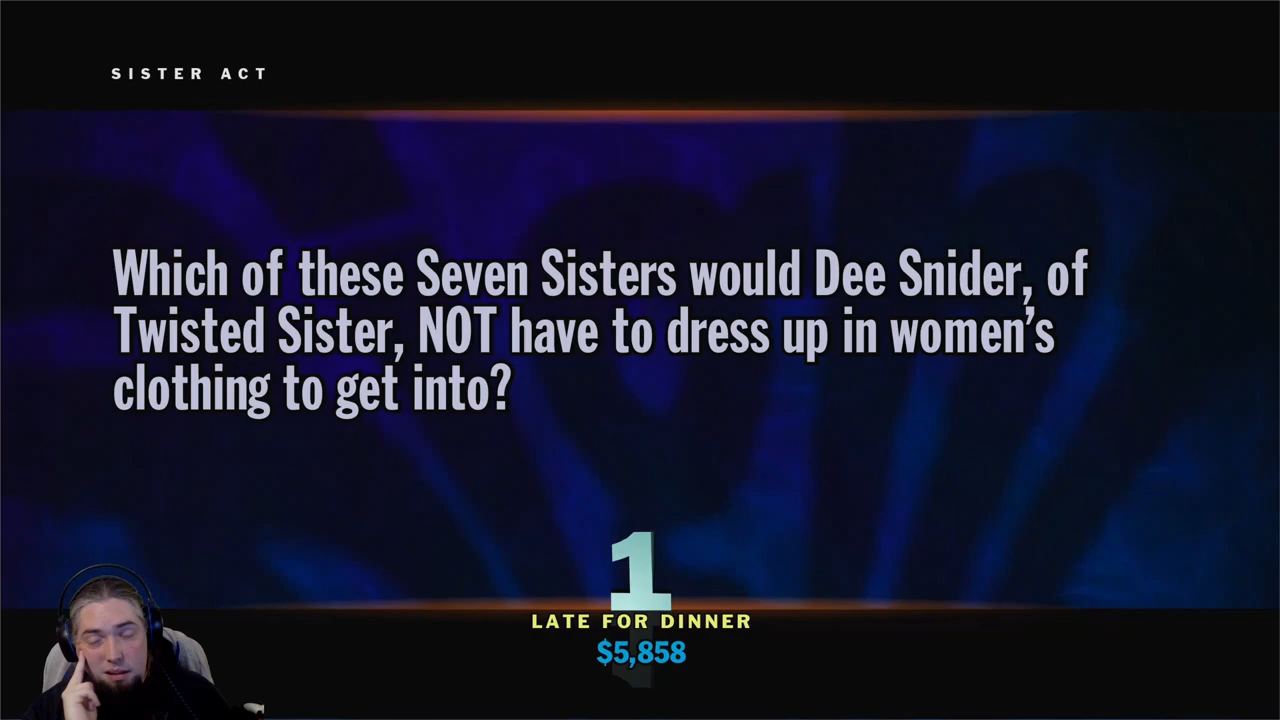 SISTER ACT
Which of these Seven Sisters would Dee Snider, of
Twisted Sister, NOT have to dress up in women’s
clothing to get into?
1
LATE FOR DINNER
$5,858